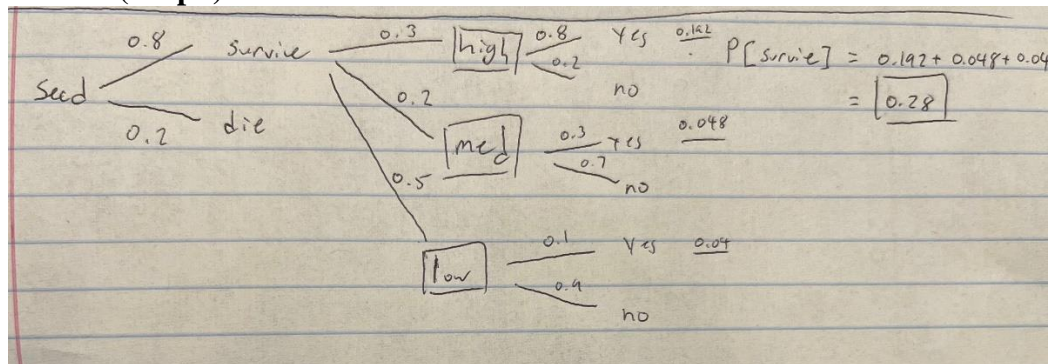 0.8 survive 0.3 high 0.8 Yes 0.192 P[survie] = 0.192 + 0.048 + 0.04
0.2 no = 0.28
Seed
0.2 die
0.2 med 0.3 Yes 0.048
0.7 no
0.5 low 0.1 Yes 0.04
0.9 no